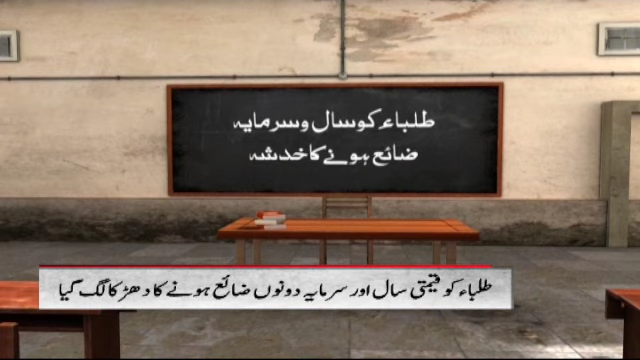 طلباء کو سال و سرمایہ
ضائع ہونے کا خدشہ
طلباء کو قیمتی سال اور سرمایہ دونوں ضائع ہونے کا دھڑکا لگ گیا